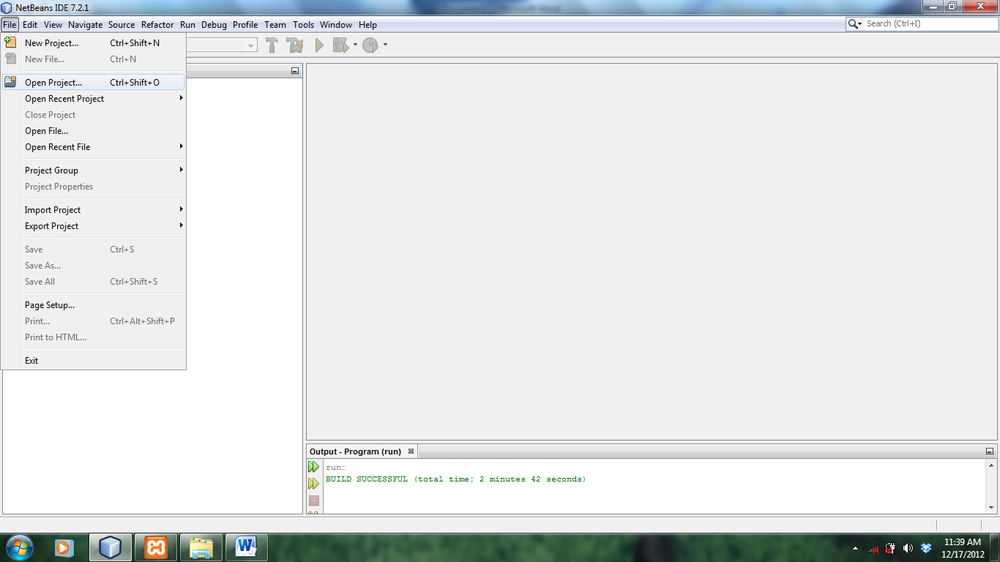 NetBeans IDE 7.2.1
File Edit View Navigate Source Refactor Run Debug Profile Team Tools Window Help
Search (Ctrl+I)
New Project... Ctrl+Shift+N
New File... Ctrl+N
Open Project... Ctrl+Shift+O
Open Recent Project
Close Project
Open File...
Open Recent File
Project Group
Project Properties
Import Project
Export Project
Save Ctrl+S
Save As...
Save All Ctrl+Shift+S
Page Setup...
Print... Ctrl+Alt+Shift+P
Print to HTML...
Exit
Output - Program (run)
run:
BUILD SUCCESSFUL (total time: 2 minutes 42 seconds)
11:39 AM
12/17/2012